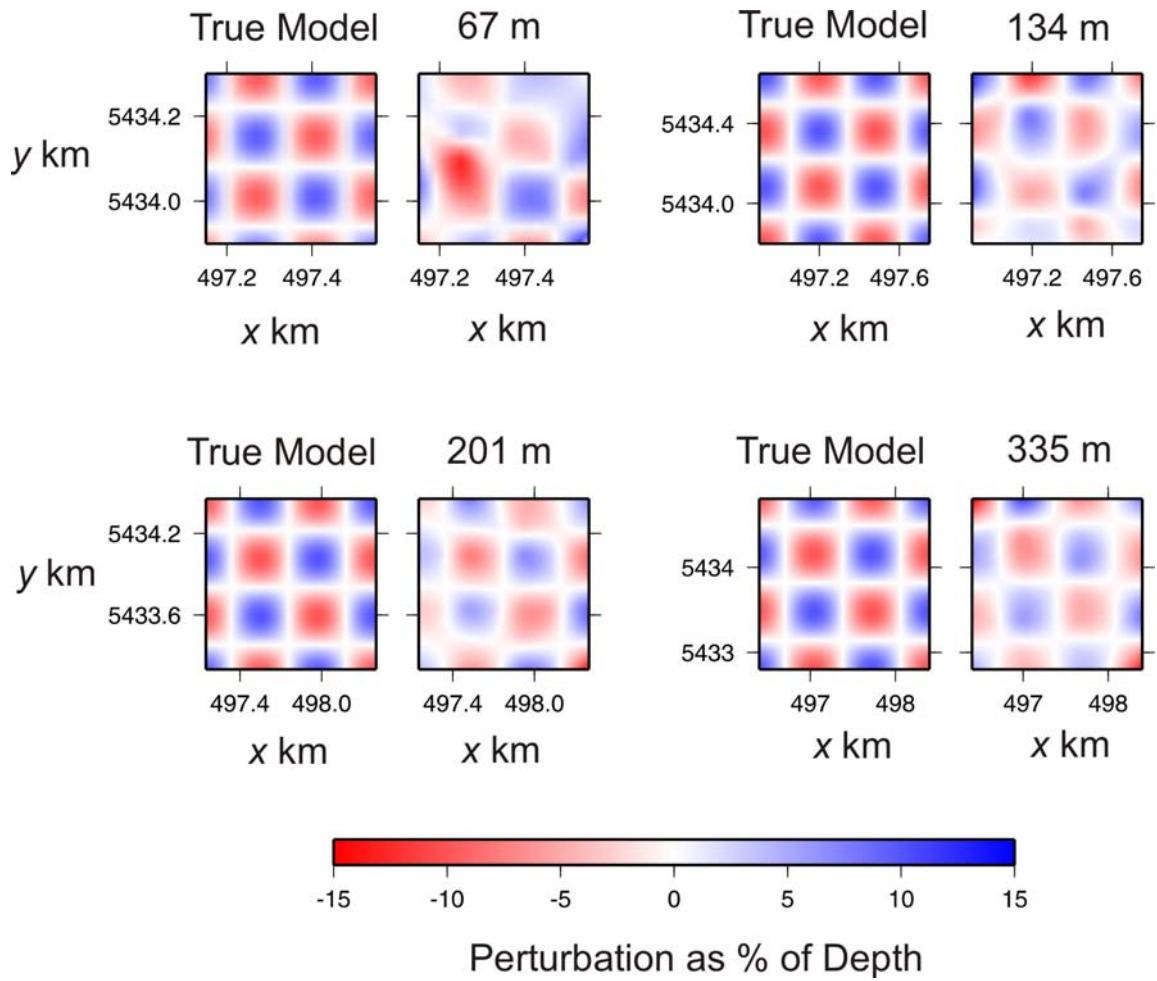 True Model 67 m True Model 134 m
5434.2 5434.4
y km
5434.0 5434.0
497.2 497.4 497.2 497.4 497.2 497.6 497.2 497.6
x km x km x km x km
True Model 201 m True Model 335 m
5434.2
5434
y km
5433.6
5433
497.4 498.0 497.4 498.0 497 498 497 498
x km x km x km x km
-15 -10 -5 0 5 10 15
Perturbation as % of Depth